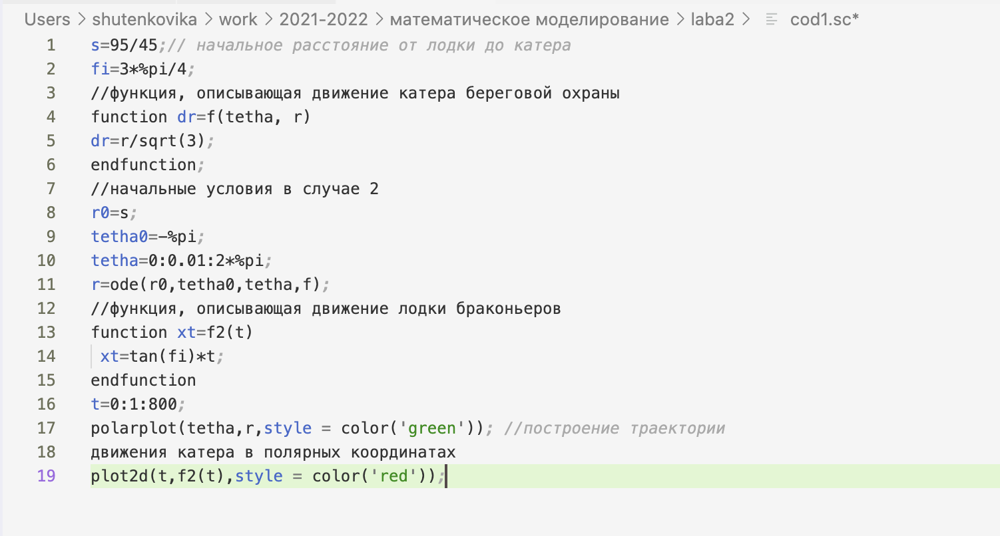 Users > shutenkovika > work > 2021-2022 > математическое моделирование > laba2 > cod1.sc*
1 s=95/45;// начальное расстояние от лодки до катера
2 fi=3*%pi/4;
3 //функция, описывающая движение катера береговой охраны
4 function dr=f(tetha, r)
5 dr=r/sqrt(3);
6 endfunction;
7 //начальные условия в случае 2
8 r0=s;
9 tetha0=-%pi;
10 tetha=0:0.01:2*%pi;
11 r=ode(r0,tetha0,tetha,f);
12 //функция, описывающая движение лодки браконьеров
13 function xt=f2(t)
14 xt=tan(fi)*t;
15 endfunction
16 t=0:1:800;
17 polarplot(tetha,r,style = color('green')); //построение траектории
18 движения катера в полярных координатах
19 plot2d(t,f2(t),style = color('red'));